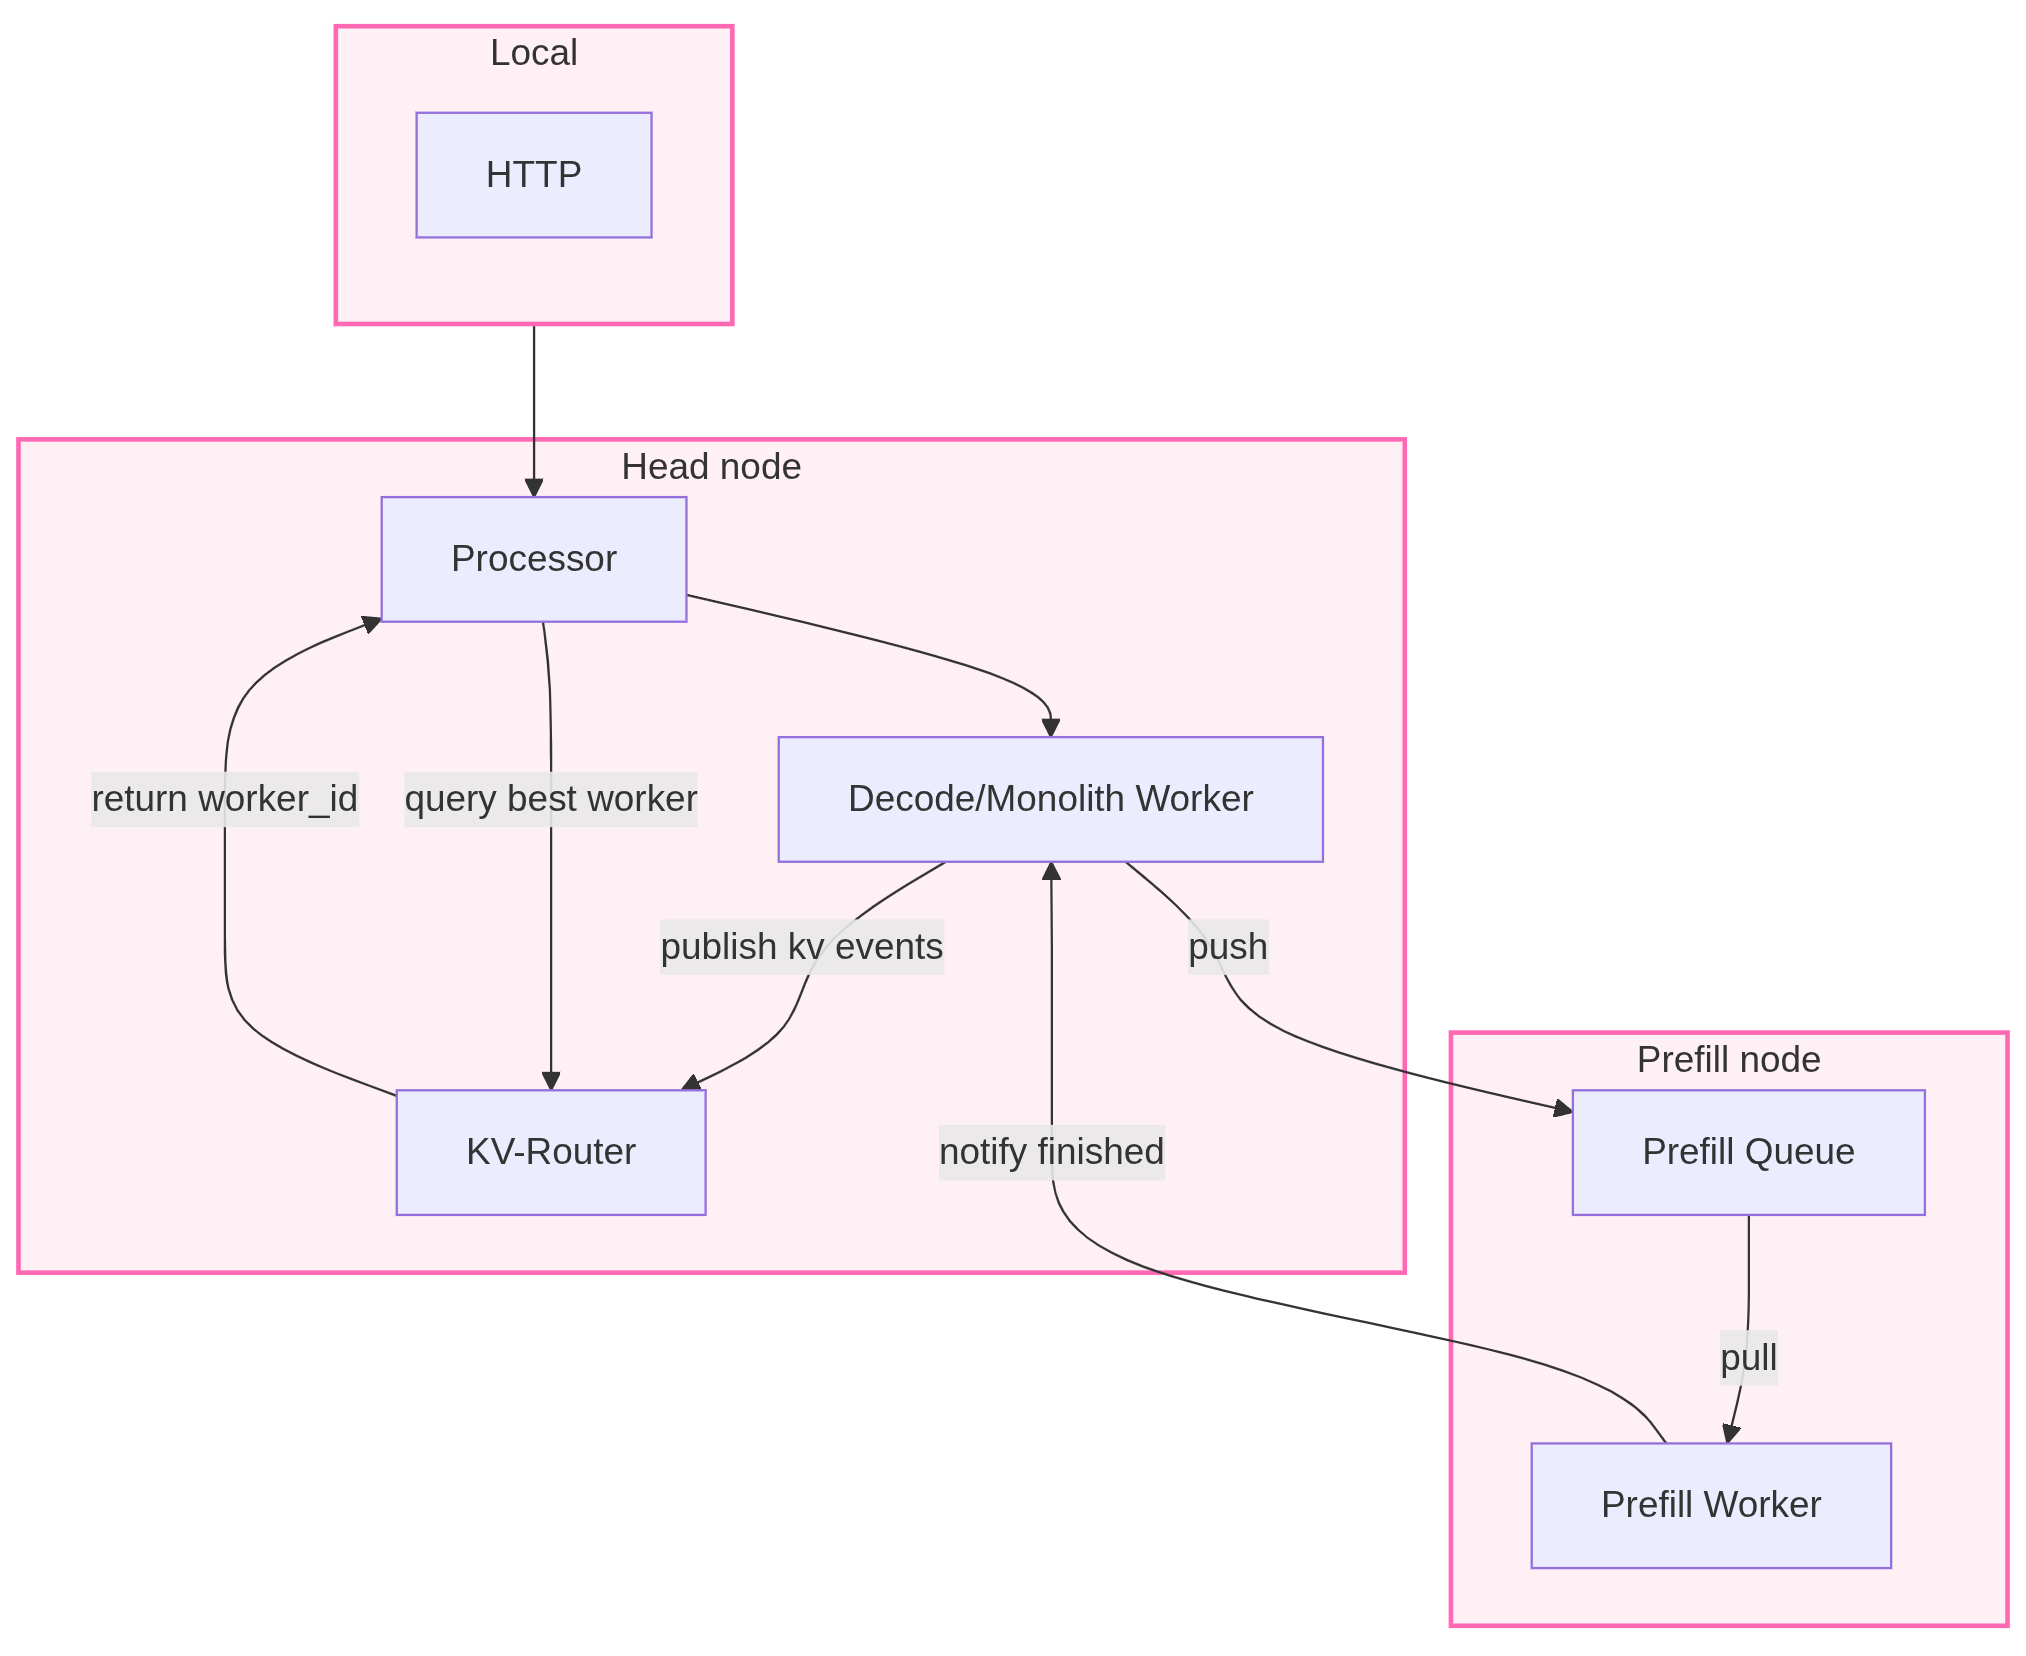 Local
HTTP
Head node
Processor
return worker_id
query best worker
Decode/Monolith Worker
publish kv events
push
Prefill node
notify finished
KV-Router
Prefill Queue
pull
Prefill Worker